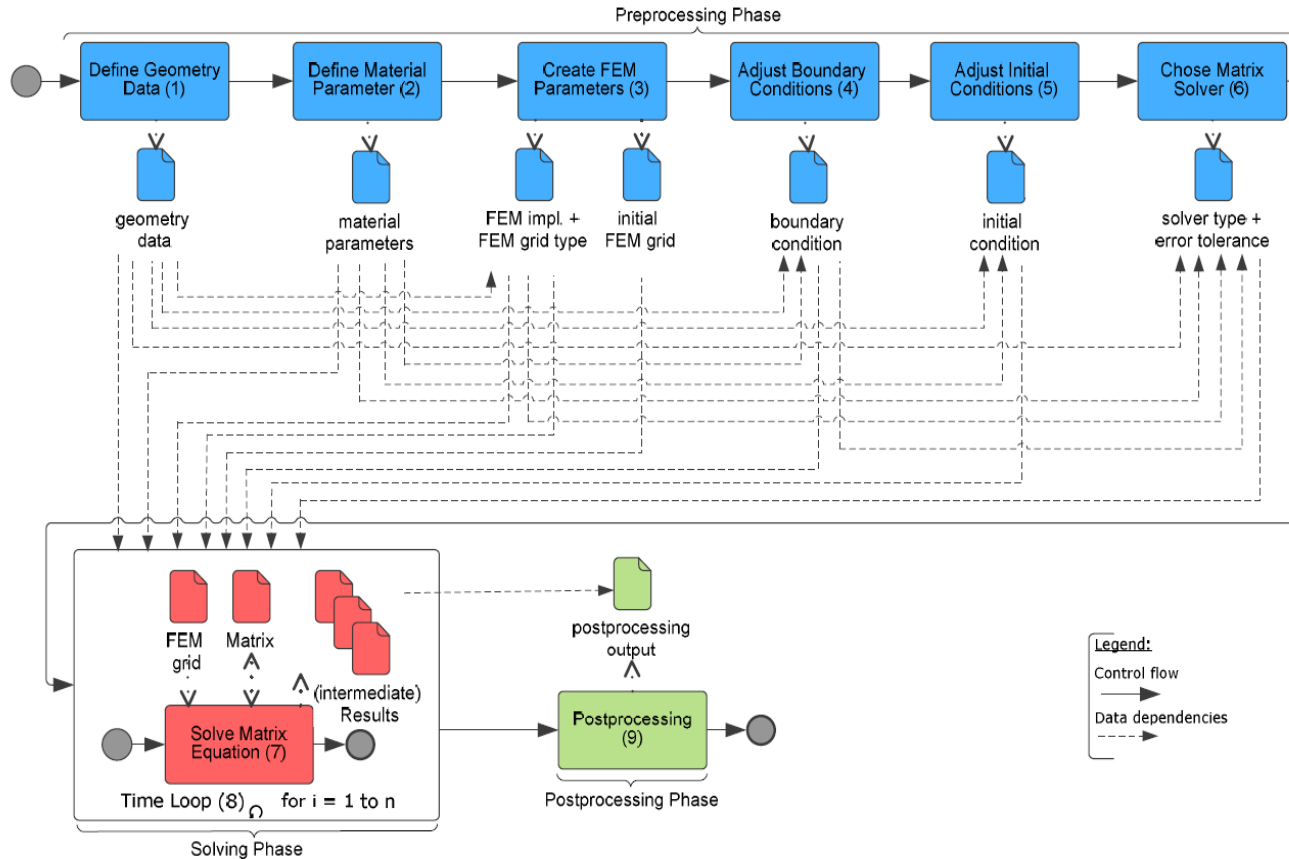 Preprocessing Phase
Define Geometry
Data (1)
Define Material
Parameter (2)
Create FEM
Parameters (3)
Adjust Boundary
Conditions (4)
Adjust Initial
Conditions (5)
Chose Matrix
Solver (6)
geometry
data
material
parameters
FEM impl. +
FEM grid type
initial
FEM grid
boundary
condition
initial
condition
solver type +
error tolerance
FEM
grid
Matrix
(intermediate)
Results
Solve Matrix
Equation (7)
Time Loop (8) for i = 1 to n
Solving Phase
postprocessing
output
Postprocessing
(9)
Postprocessing Phase
Legend:
Control flow
Data dependencies